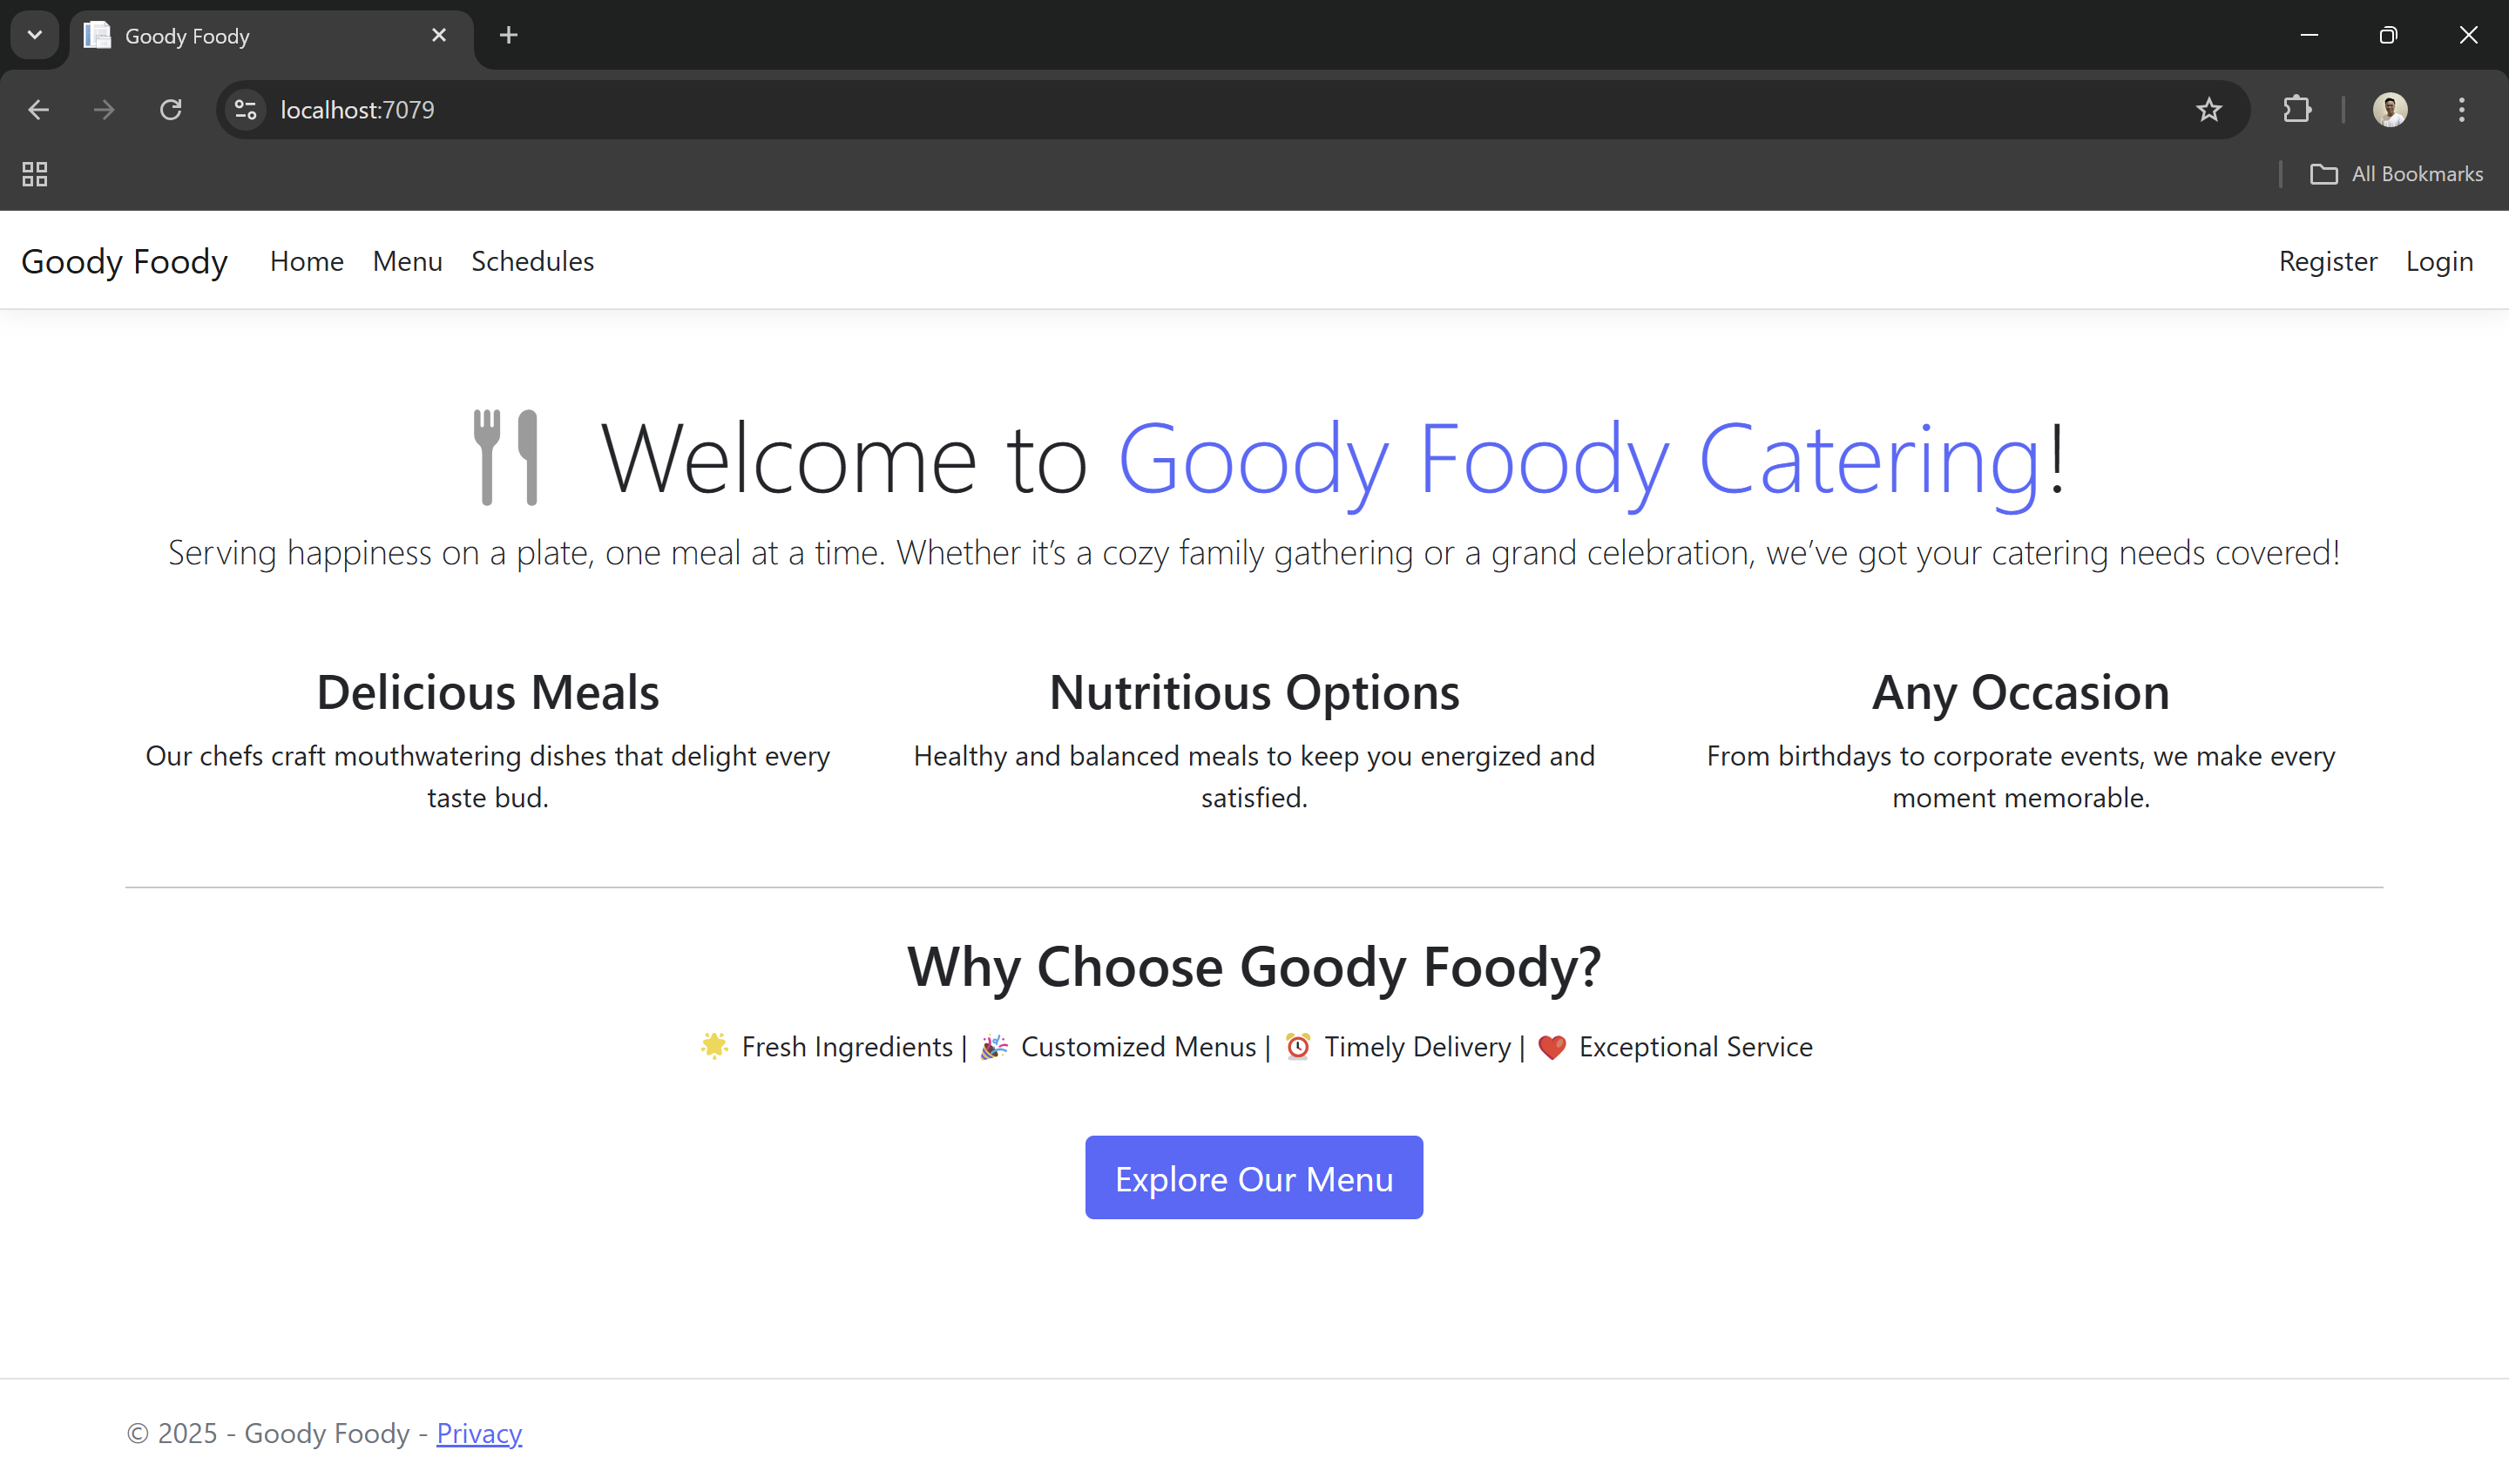 Goody Foody
localhost:7079
All Bookmarks
Goody Foody Home Menu Schedules Register Login
Welcome to Goody Foody Catering!
Serving happiness on a plate, one meal at a time. Whether it’s a cozy family gathering or a grand celebration, we’ve got your catering needs covered!
Delicious Meals
Our chefs craft mouthwatering dishes that delight every
taste bud.
Nutritious Options
Healthy and balanced meals to keep you energized and
satisfied.
Any Occasion
From birthdays to corporate events, we make every
moment memorable.
Why Choose Goody Foody?
🌟 Fresh Ingredients | 🎉 Customized Menus | ⏰ Timely Delivery | ❤️ Exceptional Service
Explore Our Menu
© 2025 - Goody Foody - Privacy